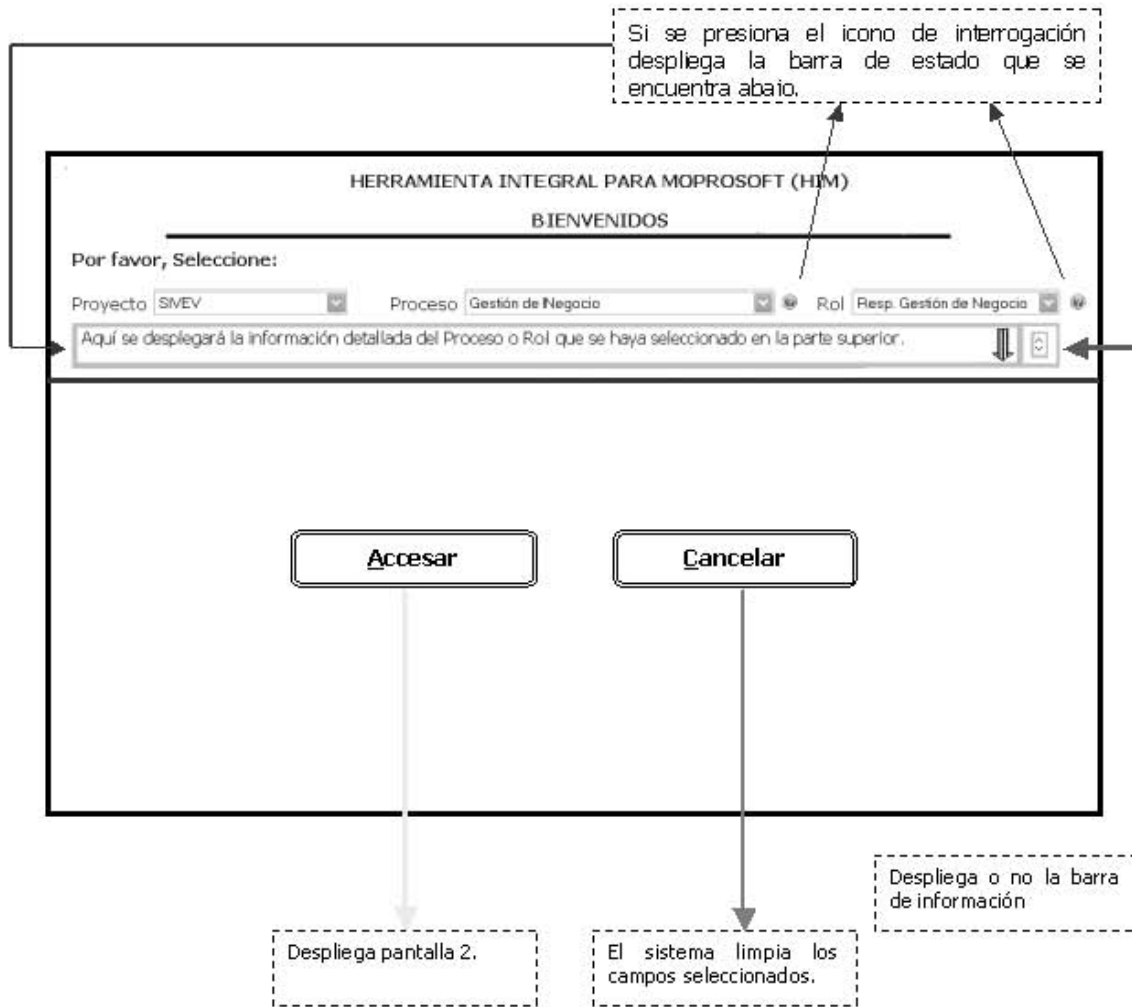 Si se presiona el icono de interrogación
despliega la barra de estado que se
encuentra abajo.
HERRAMIENTA INTEGRAL PARA MOPROSOFT (HIM)
BIENVENIDOS
Por favor, Seleccione:
Proyecto SIVEV Proceso Gestión de Negocio Rol Resp. Gestión de Negocio
Aquí se desplegará la información detallada del Proceso o Rol que se haya seleccionado en la parte superior.
Accesar Cancelar
Despliega o no la barra
de información
Despliega pantalla 2.
El sistema limpia los
campos seleccionados.